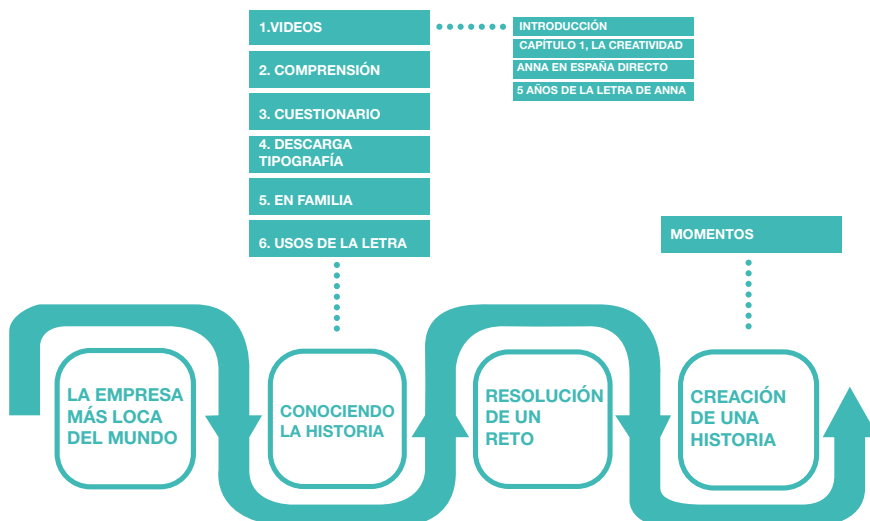 1.VIDEOS
2. COMPRENSIÓN
3. CUESTIONARIO
4. DESCARGA
TIPOGRAFÍA
5. EN FAMILIA
6. USOS DE LA LETRA
INTRODUCCIÓN
CAPÍTULO 1, LA CREATIVIDAD
ANNA EN ESPAÑA DIRECTO
5 AÑOS DE LA LETRA DE ANNA
MOMENTOS
LA EMPRESA
MÁS LOCA
DEL MUNDO
CONOCIENDO
LA HISTORIA
RESOLUCIÓN
DE UN
RETO
CREACIÓN
DE UNA
HISTORIA